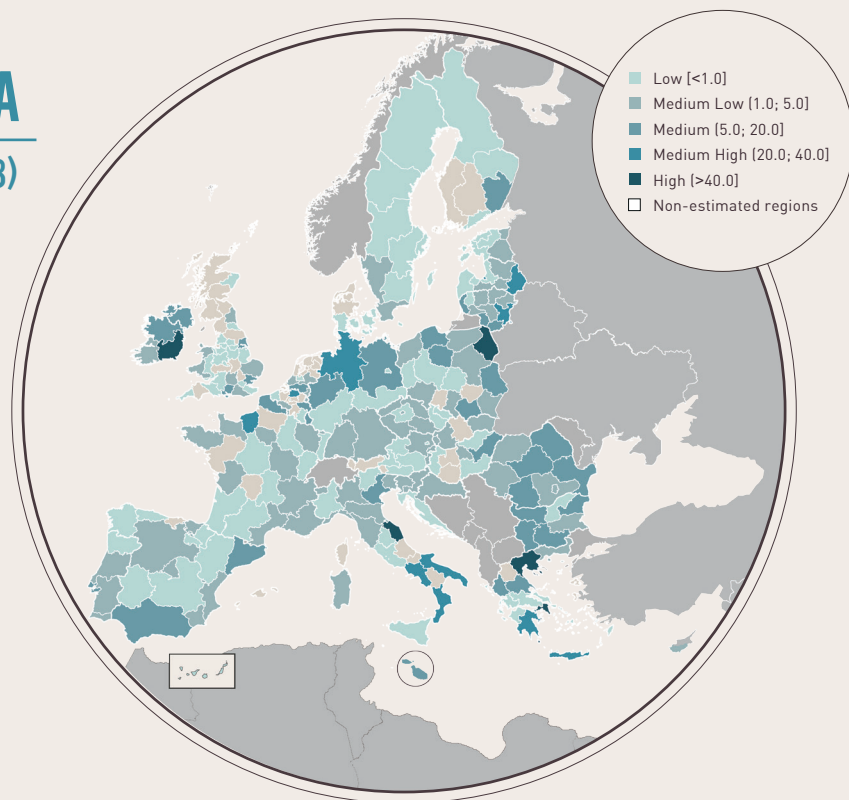 A
3)
Low [<1.0]
Medium Low (1.0; 5.0]
Medium (5.0; 20.0]
Medium High (20.0; 40.0]
High (>40.0]
Non-estimated regions